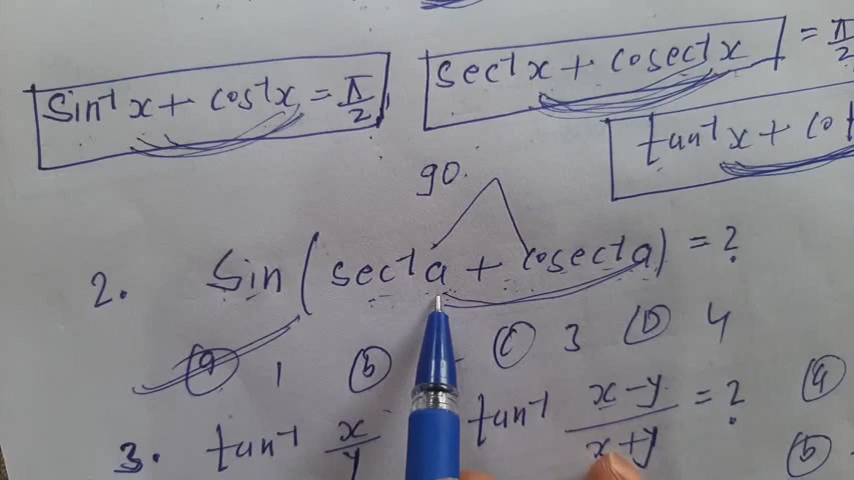 sin⁻¹x + cos⁻¹x = π/2
sec⁻¹x + cosec⁻¹x = π/2
tan⁻¹x + cot
90.
2. Sin(sec⁻¹a + cosec⁻¹a) = ?
(a) 1 (b) (c) 3 (D) 4
3. tan⁻¹ x/y tan⁻¹ x-y/x+y = ? (a)
(b)